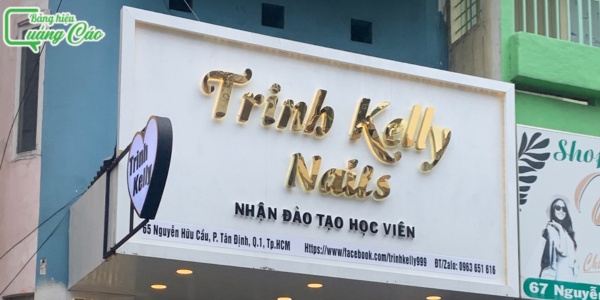 Bảng hiệu
Quảng Cáo
Trinh Kelly
Nails
NHẬN ĐÀO TẠO HỌC VIÊN
65 Nguyễn Hữu Cầu, P. Tân Định, Q.1, Tp.HCM Https://www.facebook.com/trinhkelly999 ĐT/Zalo: 0963 651 616
Trinh
Kelly
Shop
67 Nguyễ